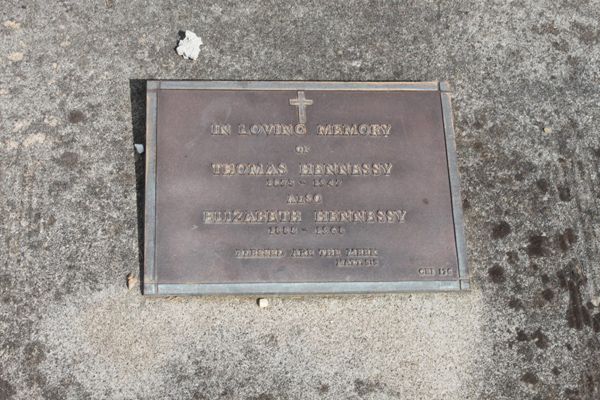 IN LOVING MEMORY
OF
THOMAS HENNESSY
ALSO
ELIZABETH HENNESSY
BLESSED ARE THE MEEK